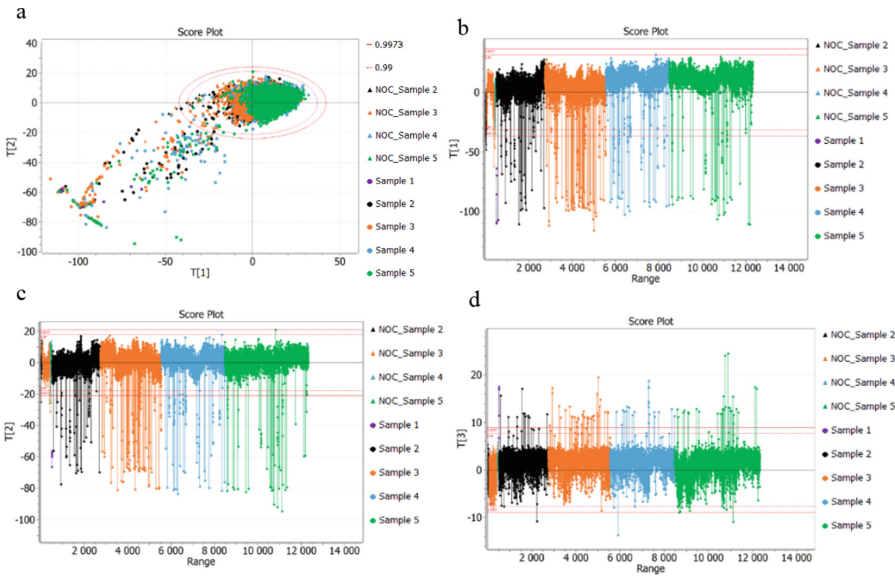 a
Score Plot
40
20
0
-20
-40
-60
-80
-100
T[2]
-100
-50
0
50
T[1]
0.9973
0.99
NOC_Sample 2
NOC_Sample 3
NOC_Sample 4
NOC_Sample 5
Sample 1
Sample 2
Sample 3
Sample 4
Sample 5
b
Score Plot
50
0
-50
-100
T[1]
2 000
4 000
6 000
8 000
10 000
12 000
14 000
Range
NOC_Sample 2
NOC_Sample 3
NOC_Sample 4
NOC_Sample 5
Sample 1
Sample 2
Sample 3
Sample 4
Sample 5
c
Score Plot
20
0
-20
-40
-60
-80
-100
T[2]
2 000
4 000
6 000
8 000
10 000
12 000
14 000
Range
NOC_Sample 2
NOC_Sample 3
NOC_Sample 4
NOC_Sample 5
Sample 1
Sample 2
Sample 3
Sample 4
Sample 5
d
Score Plot
20
10
0
-10
T[3]
2 000
4 000
6 000
8 000
10 000
12 000
14 000
Range
NOC_Sample 2
NOC_Sample 3
NOC_Sample 4
NOC_Sample 5
Sample 1
Sample 2
Sample 3
Sample 4
Sample 5